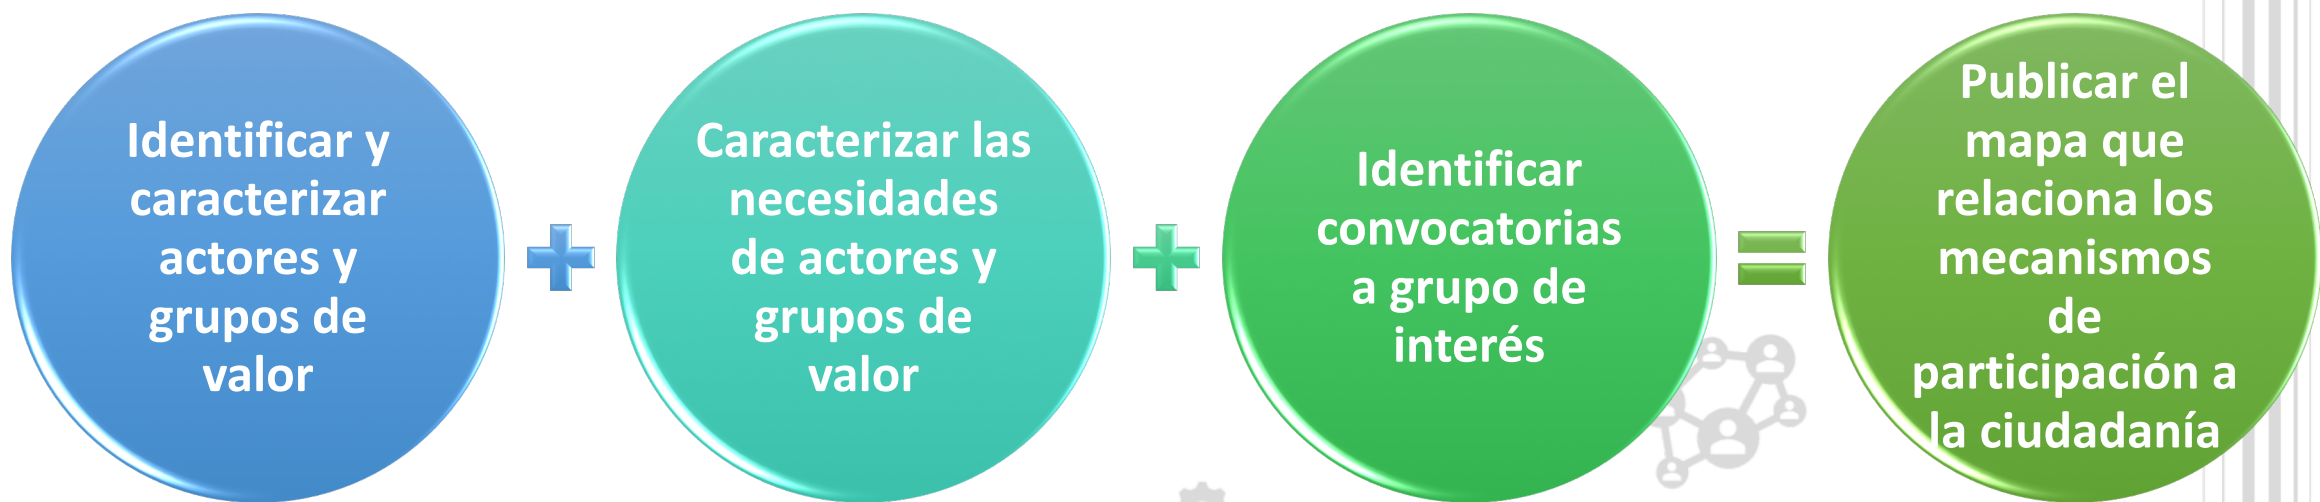 Identificar y
caracterizar
actores y
grupos de
valor
Caracterizar las
necesidades
de actores y
grupos de
valor
Identificar
convocatorias
a grupo de
interés
Publicar el
mapa que
relaciona los
mecanismos
de
participación a
la ciudadanía